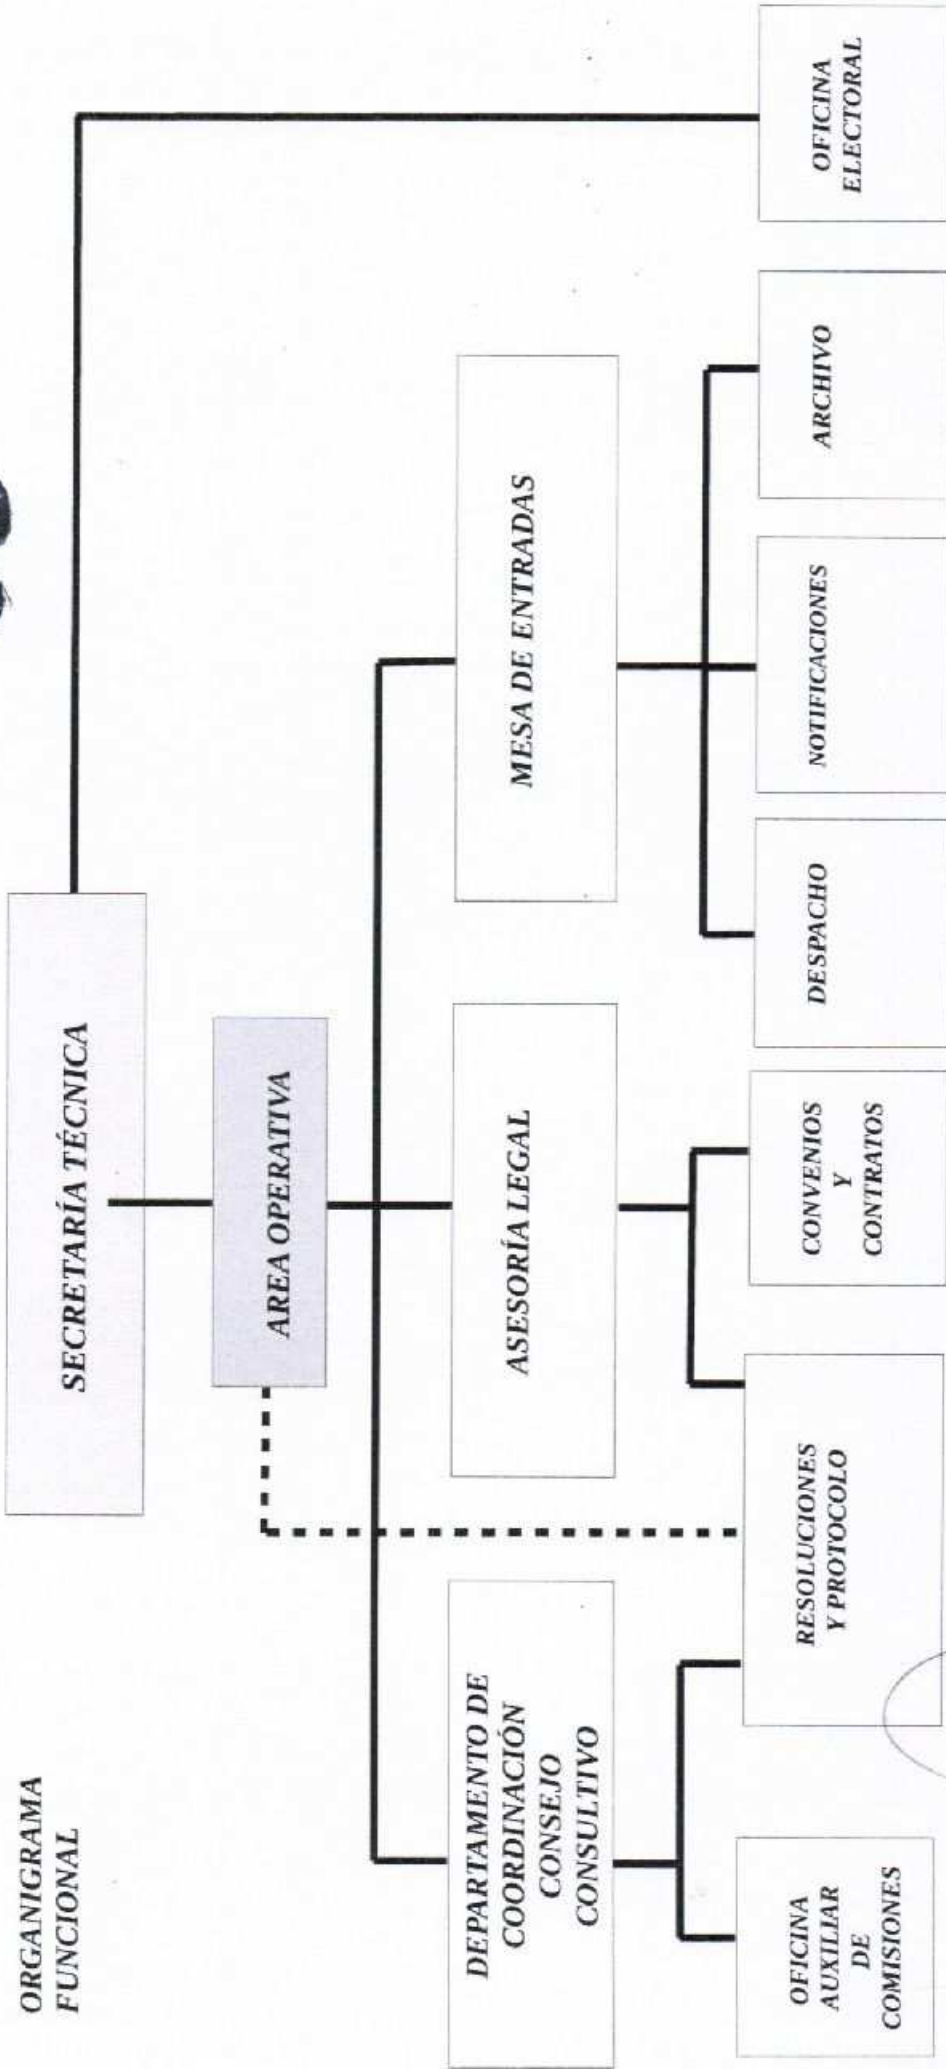 ORGANIGRAMA
FUNCIONAL
SECRETARÍA TÉCNICA
AREA OPERATIVA
DEPARTAMENTO DE
COORDINACIÓN
CONSEJO
CONSULTIVO
ASESORÍA LEGAL
MESA DE ENTRADAS
OFICINA
AUXILIAR
DE
COMISIONES
RESOLUCIONES
Y PROTOCOLO
CONVENIOS
Y
CONTRATOS
DESPACHO
NOTIFICACIONES
ARCHIVO
OFICINA
ELECTORAL